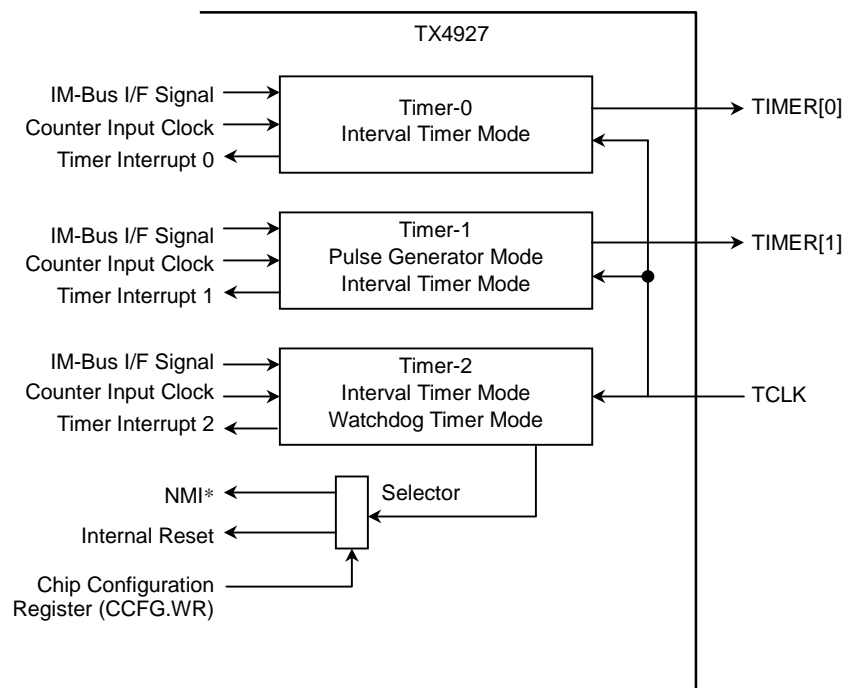 TX4927
IM-Bus I/F Signal
Counter Input Clock
Timer Interrupt 0
Timer-0
Interval Timer Mode
TIMER[0]
IM-Bus I/F Signal
Counter Input Clock
Timer Interrupt 1
Timer-1
Pulse Generator Mode
Interval Timer Mode
TIMER[1]
IM-Bus I/F Signal
Counter Input Clock
Timer Interrupt 2
Timer-2
Interval Timer Mode
Watchdog Timer Mode
TCLK
NMI*
Selector
Internal Reset
Chip Configuration
Register (CCFG.WR)